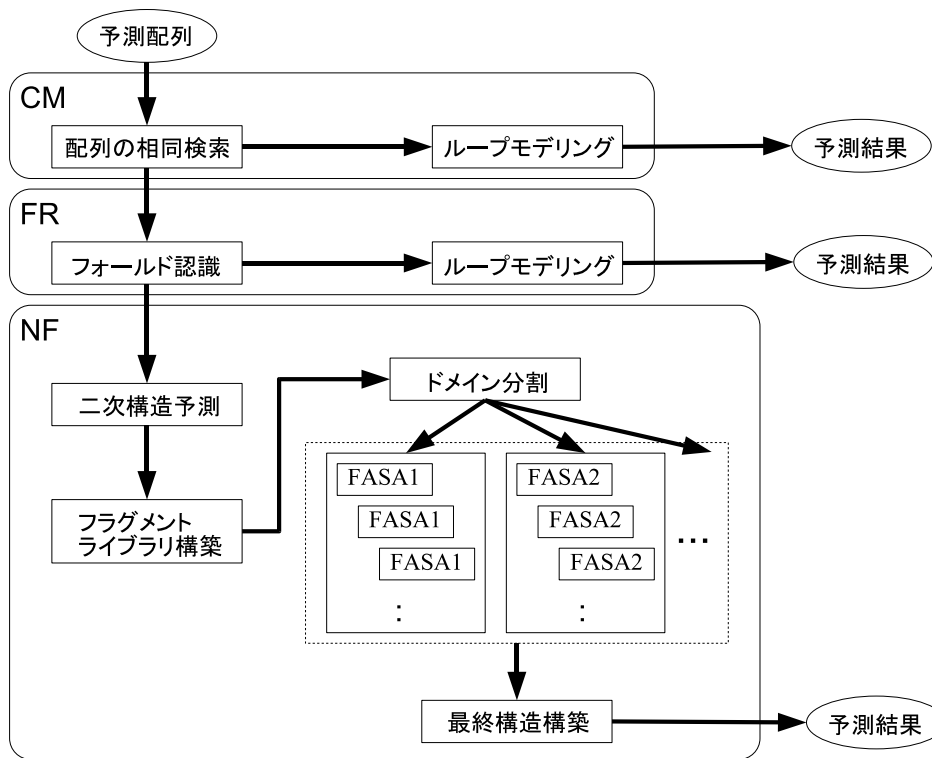 予測配列
CM
配列の相同検索
ループモデリング
予測結果
FR
フォールド認識
ループモデリング
予測結果
NF
二次構造予測
フラグメント
ライブラリ構築
ドメイン分割
FASA1
FASA1
FASA1
:
FASA2
FASA2
FASA2
:
...
最終構造構築
予測結果